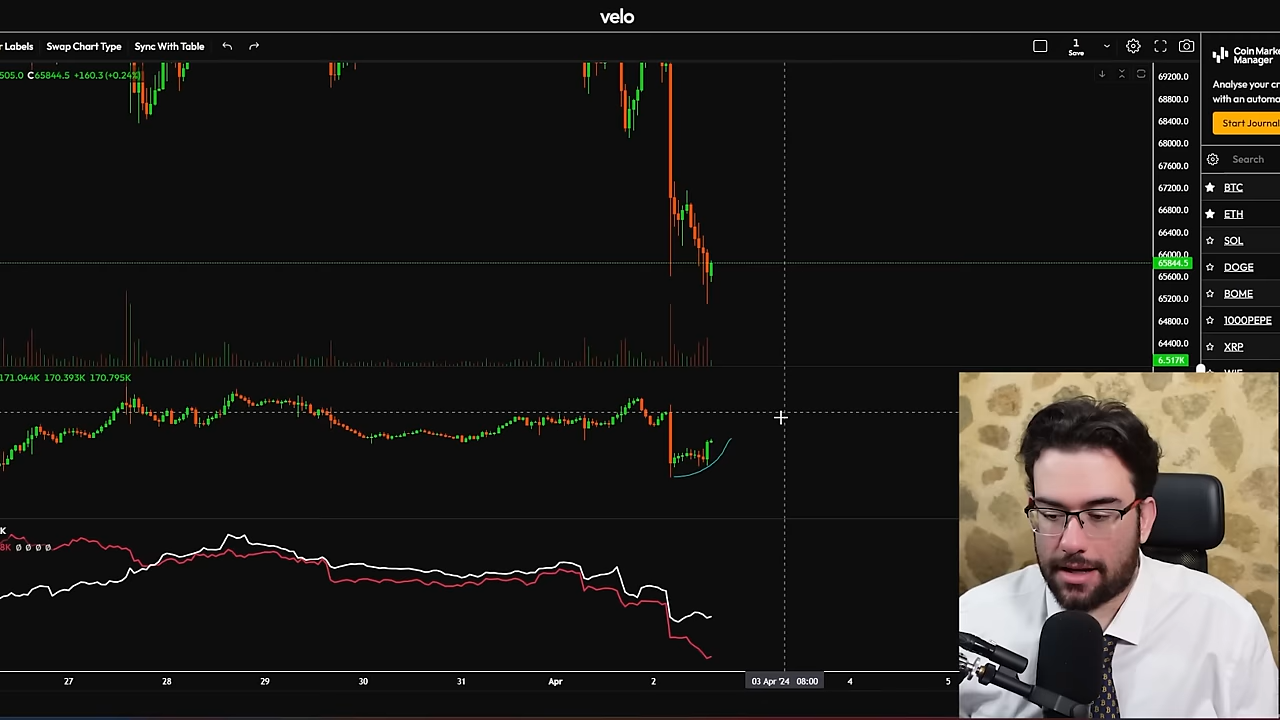 velo
r Labels Swap Chart Type Sync With Table
1
Save
505.0 C65844.5 +160.3 (+0.24%)
69200.0
68800.0
68400.0
68000.0
67600.0
67200.0
66800.0
66400.0
66000.0
65844.5
65600.0
65200.0
64800.0
64400.0
6.517K
171.044K 170.393K 170.795K
K
8K Ø Ø Ø Ø
27 28 29 30 31 Apr 2 03 Apr '24 08:00 4 5
Coin Marke
Manager
Analyse your cr
with an automa
Start Journal
Search
BTC
ETH
SOL
DOGE
BOME
1000PEPE
XRP